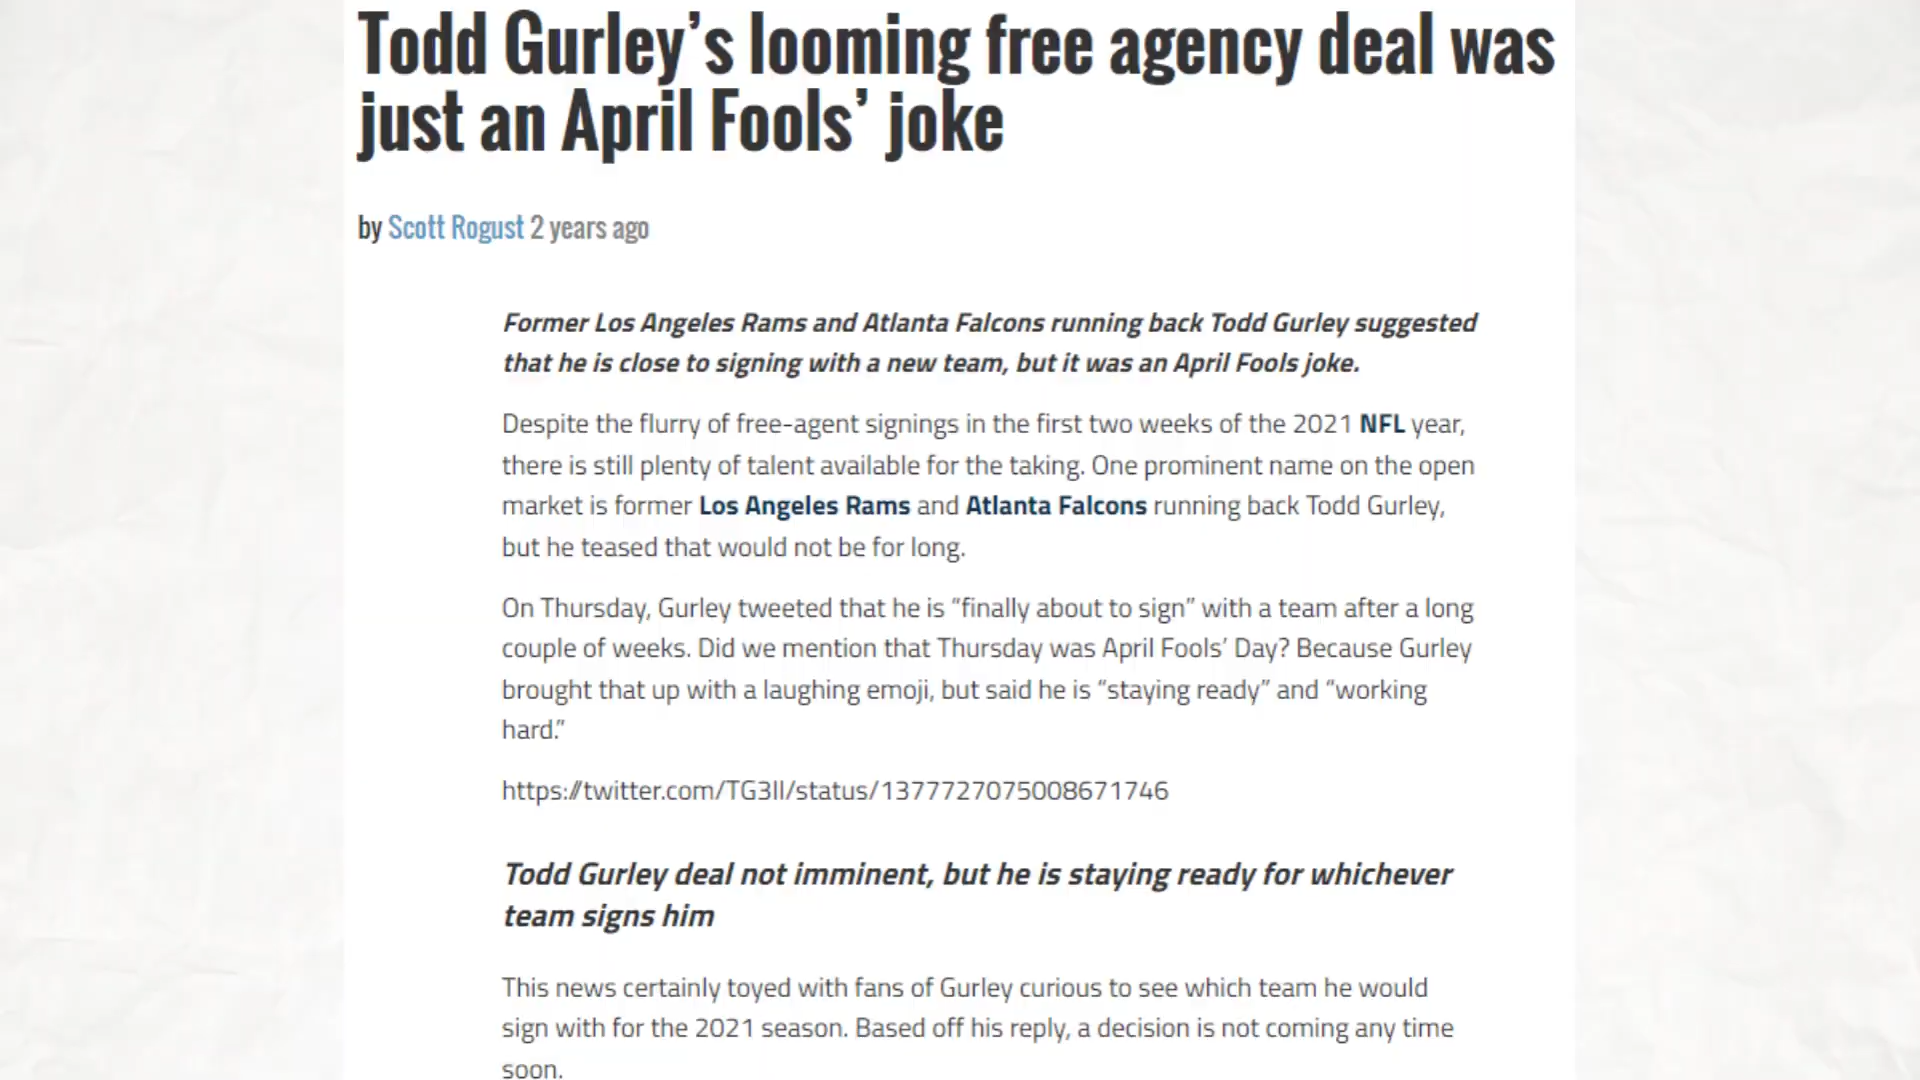 Todd Gurley’s looming free agency deal was
just an April Fools’ joke
by Scott Rogust 2 years ago
Former Los Angeles Rams and Atlanta Falcons running back Todd Gurley suggested
that he is close to signing with a new team, but it was an April Fools joke.
Despite the flurry of free-agent signings in the first two weeks of the 2021 NFL year,
there is still plenty of talent available for the taking. One prominent name on the open
market is former Los Angeles Rams and Atlanta Falcons running back Todd Gurley,
but he teased that would not be for long.
On Thursday, Gurley tweeted that he is “finally about to sign” with a team after a long
couple of weeks. Did we mention that Thursday was April Fools’ Day? Because Gurley
brought that up with a laughing emoji, but said he is “staying ready” and “working
hard.”
https://twitter.com/TG3II/status/1377727075008671746
Todd Gurley deal not imminent, but he is staying ready for whichever
team signs him
This news certainly toyed with fans of Gurley curious to see which team he would
sign with for the 2021 season. Based off his reply, a decision is not coming any time
soon.